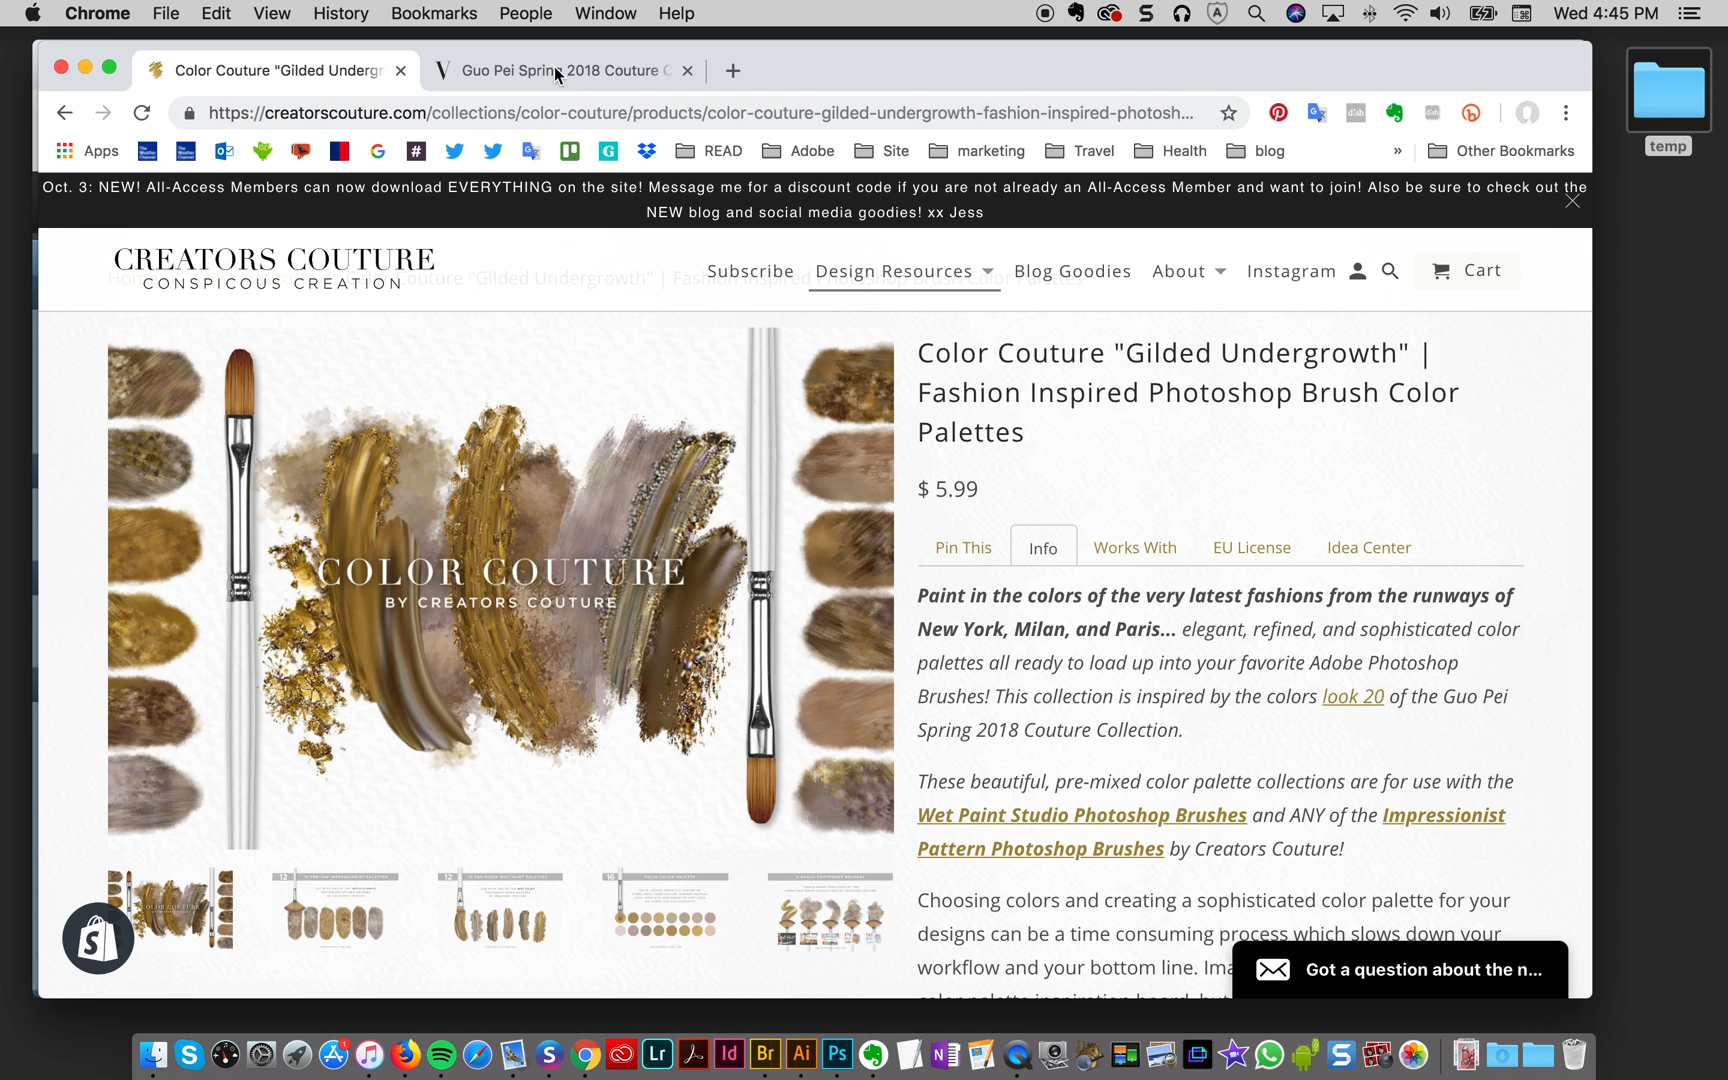 Chrome File Edit View History Bookmarks People Window Help Wed 4:45 PM
Color Couture "Gilded Undergr Guo Pei Spring 2018 Couture C
https://creatorscouture.com/collections/color-couture/products/color-couture-gilded-undergrowth-fashion-inspired-photosh...
Apps READ Adobe Site marketing Travel Health blog » Other Bookmarks
temp
Oct. 3: NEW! All-Access Members can now download EVERYTHING on the site! Message me for a discount code if you are not already an All-Access Member and want to join! Also be sure to check out the
NEW blog and social media goodies! xx Jess
CREATORS COUTURE
CONSPICUOUS CREATION
Subscribe Design Resources Blog Goodies About Instagram Cart
Color Couture "Gilded Undergrowth" |
Fashion Inspired Photoshop Brush Color
Palettes
$ 5.99
Pin This Info Works With EU License Idea Center
COLOR COUTURE
BY CREATORS COUTURE
Paint in the colors of the very latest fashions from the runways of
New York, Milan, and Paris... elegant, refined, and sophisticated color
palettes all ready to load up into your favorite Adobe Photoshop
Brushes! This collection is inspired by the colors look 20 of the Guo Pei
Spring 2018 Couture Collection.
These beautiful, pre-mixed color palette collections are for use with the
Wet Paint Studio Photoshop Brushes and ANY of the Impressionist
Pattern Photoshop Brushes by Creators Couture!
Choosing colors and creating a sophisticated color palette for your
designs can be a time consuming process which slows down your
workflow and your bottom line.
Got a question about the n...
Lr Id Br Ai Ps